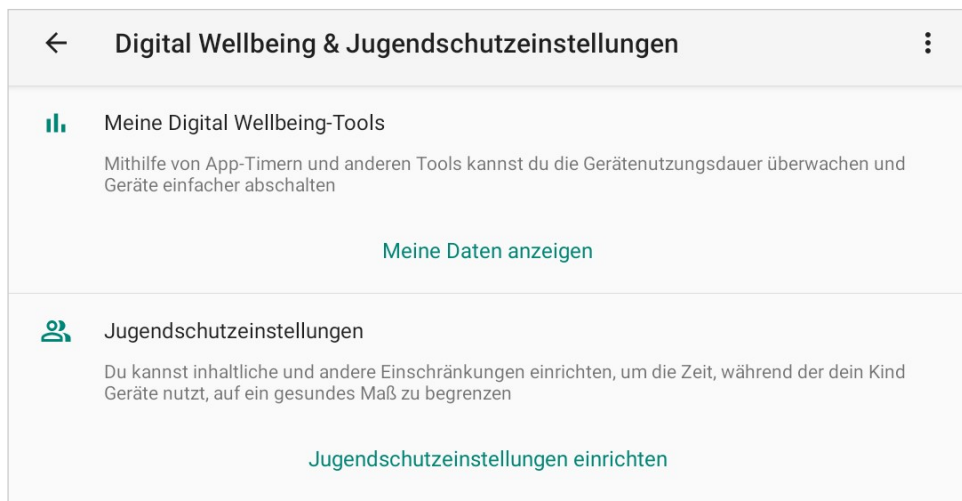 Digital Wellbeing & Jugendschutzeinstellungen
Meine Digital Wellbeing-Tools
Mithilfe von App-Timern und anderen Tools kannst du die Gerätenutzungsdauer überwachen und
Geräte einfacher abschalten
Meine Daten anzeigen
Jugendschutzeinstellungen
Du kannst inhaltliche und andere Einschränkungen einrichten, um die Zeit, während der dein Kind
Geräte nutzt, auf ein gesundes Maß zu begrenzen
Jugendschutzeinstellungen einrichten